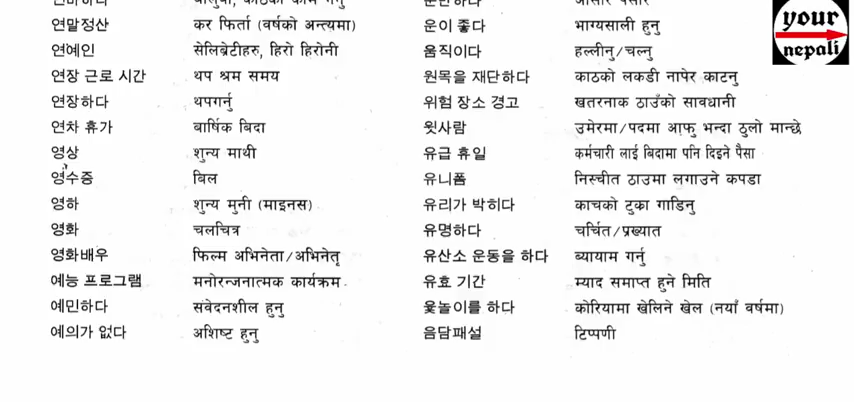 연말정산 कर फिर्ता (वर्षको अन्त्यमा)
연예인 सेलिब्रेटीहरु, हिरो हिरोनी
연장 근로 시간 थप श्रम समय
연장하다 थपगर्नु
연차 휴가 बार्षिक बिदा
영상 शुन्य माथी
영수증 बिल
영하 शुन्य मुनी (माइनस)
영화 चलचित्र
영화배우 फिल्म अभिनेता/अभिनेतृ
예능 프로그램 मनोरन्जनात्मक कार्यक्रम
예민하다 संवेदनशील हुनु
예의가 없다 अशिष्ट हुनु
운이 좋다 भाग्यसाली हुनु
움직이다 हल्लीनु/चल्नु
원목을 재단하다 काठको लकडी नापेर काटनु
위험 장소 경고 खतरनाक ठाउँको सावधानी
윗사람 उमेरमा/पदमा आफु भन्दा ठुलो मान्छे
유급 휴일 कर्मचारी लाई बिदामा पनि दिइने पैसा
유니폼 निस्चीत ठाउमा लगाउने कपडा
유리가 박히다 काचको टुका गाडिनु
유명하다 चर्चित/प्रख्यात
유산소 운동을 하다 ब्यायाम गर्नु
유효 기간 म्याद समाप्त हुने मिति
윷놀이를 하다 कोरियामा खेलिने खेल (नयाँ वर्षमा)
음담패설 टिप्पणी
your
nepali